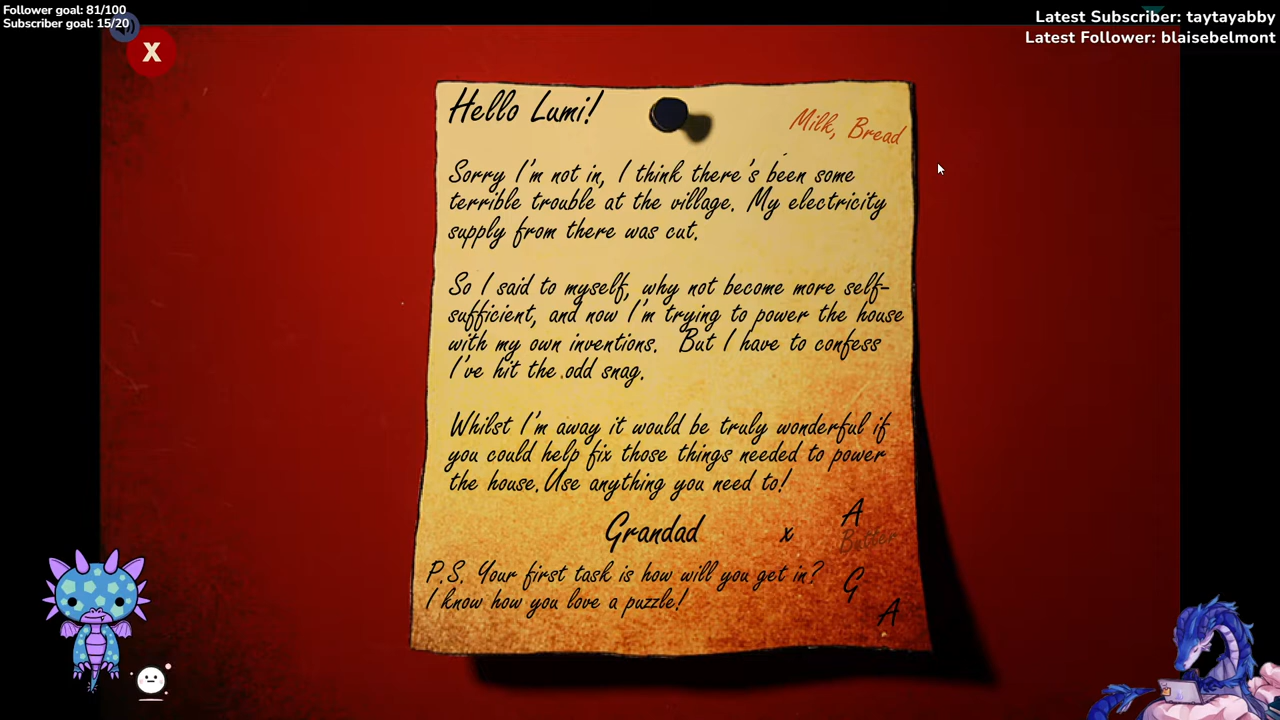 Follower goal: 81/100
Subscriber goal: 15/20
Latest Subscriber: taytayabby
Latest Follower: blaisebelmont
X
Hello Lumi!
Milk, Bread
Sorry I'm not in, I think there's been some
terrible trouble at the village. My electricity
supply from there was cut.
So I said to myself, why not become more self-
sufficient, and now I'm trying to power the house
with my own inventions. But I have to confess
I've hit the odd snag.
Whilst I'm away it would be truly wonderful if
you could help fix those things needed to power
the house. Use anything you need to!
Grandad x
A
Butter
G
A
P.S. Your first task is how will you get in?
I know how you love a puzzle!